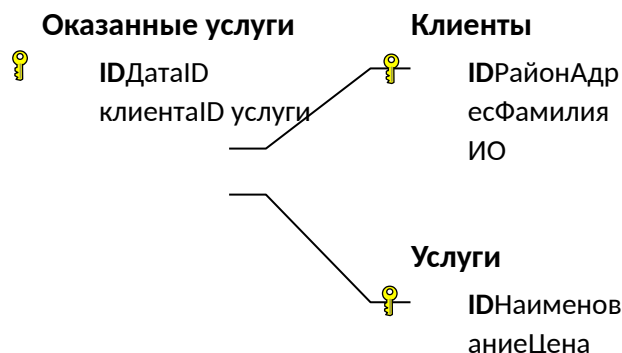 Оказанные услуги
IDДатаID
клиентаID услуги
Клиенты
IDРайонАдр
есФамилия
ИО
Услуги
IDНаименов
аниеЦена